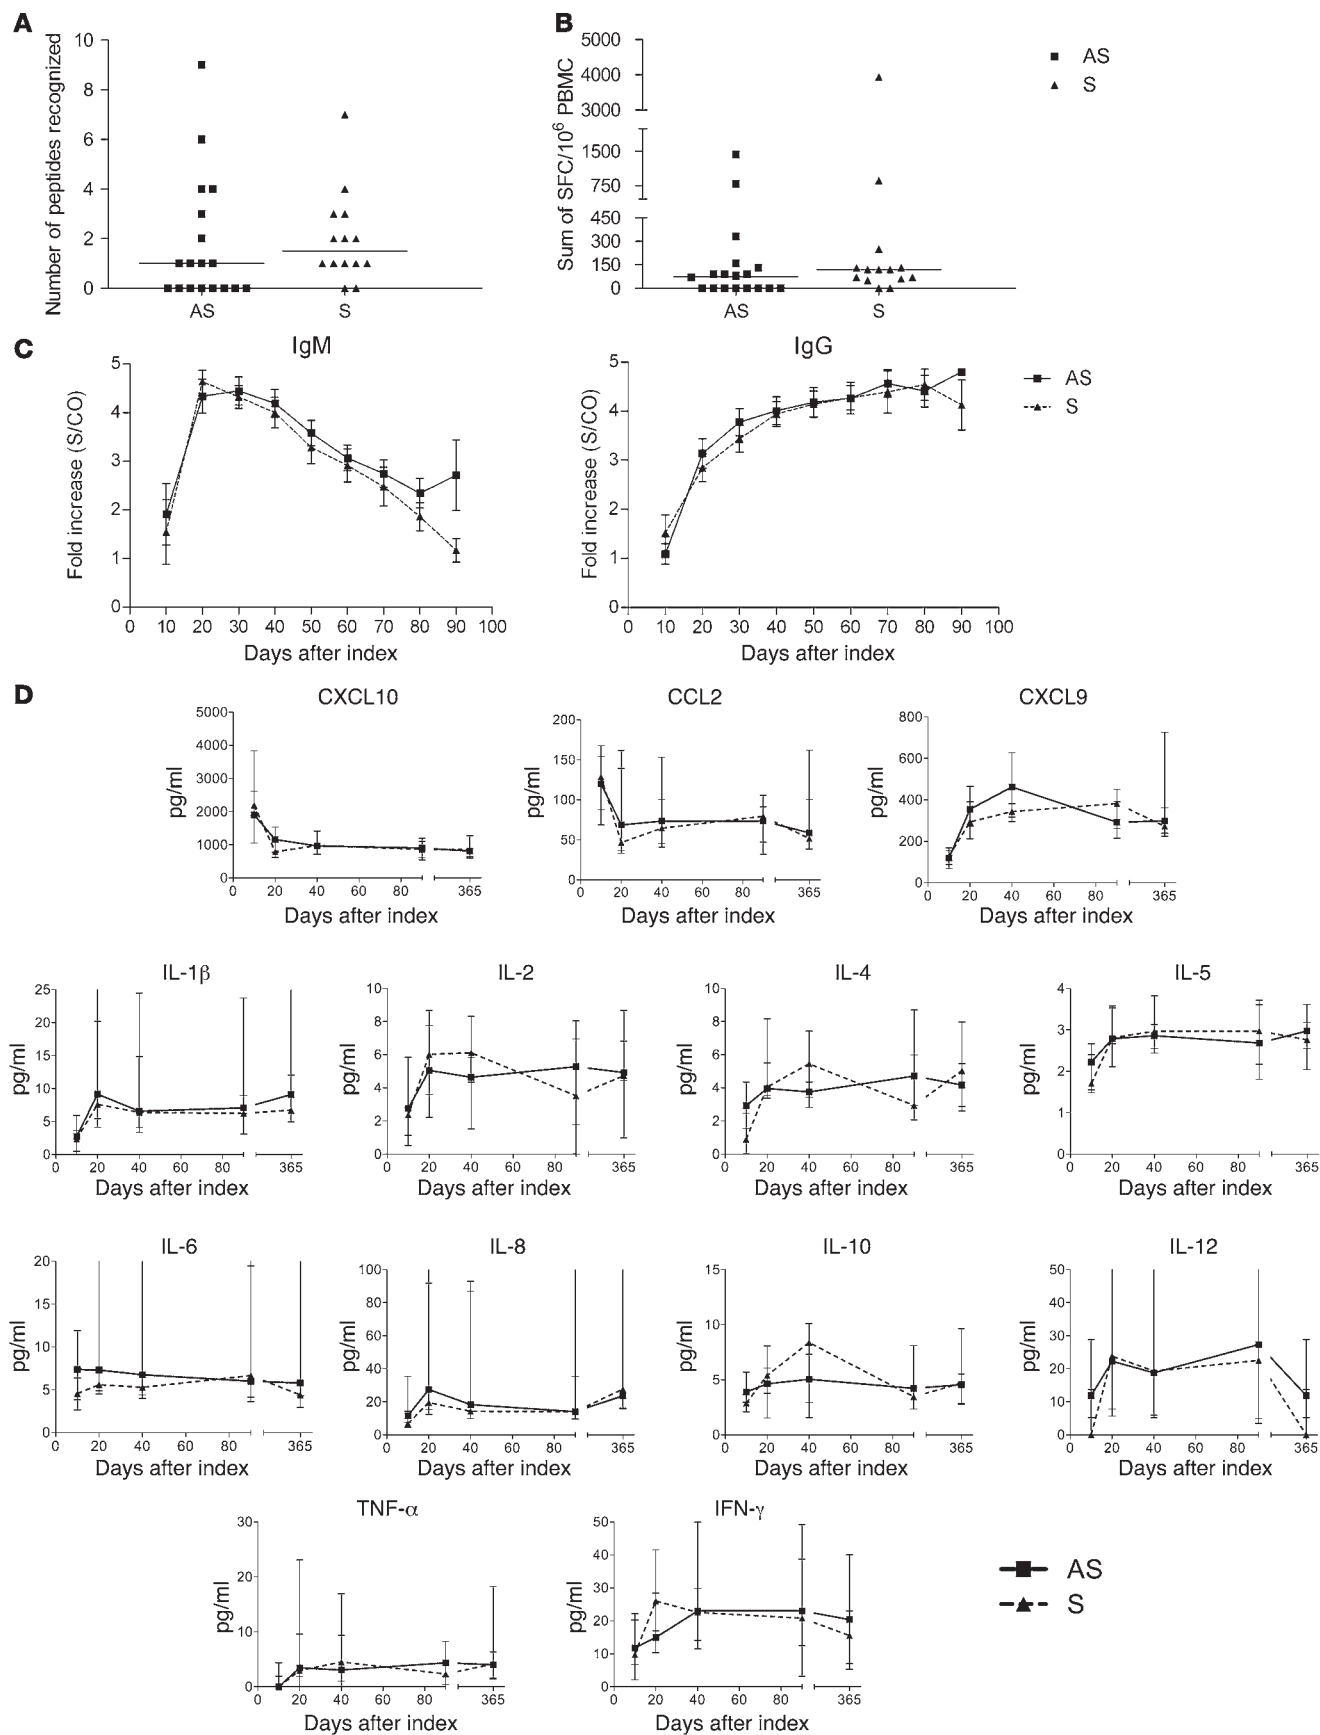 A
Number of peptides recognized
10
8
6
4
2
0
AS
S
B
Sum of SFC/10⁶ PBMC
5000
4000
3000
1500
750
450
300
150
0
AS
S
AS
S
C
IgM
Fold increase (S/CO)
5
4
3
2
1
0
0 10 20 30 40 50 60 70 80 90 100
Days after index
IgG
Fold increase (S/CO)
5
4
3
2
1
0
0 10 20 30 40 50 60 70 80 90 100
Days after index
AS
S
D
CXCL10
pg/ml
5000
4000
3000
2000
1000
0
0 20 40 60 80 365
Days after index
CCL2
pg/ml
200
150
100
50
0
0 20 40 60 80 365
Days after index
CXCL9
pg/ml
800
600
400
200
0
0 20 40 60 80 365
Days after index
IL-1β
pg/ml
25
20
15
10
5
0
0 20 40 60 80 365
Days after index
IL-2
pg/ml
10
8
6
4
2
0
0 20 40 60 80 365
Days after index
IL-4
pg/ml
10
8
6
4
2
0
0 20 40 60 80 365
Days after index
IL-5
pg/ml
4
3
2
1
0
0 20 40 60 80 365
Days after index
IL-6
pg/ml
20
15
10
5
0
0 20 40 60 80 365
Days after index
IL-8
pg/ml
100
80
60
40
20
0
0 20 40 60 80 365
Days after index
IL-10
pg/ml
15
10
5
0
0 20 40 60 80 365
Days after index
IL-12
pg/ml
50
40
30
20
10
0
0 20 40 60 80 365
Days after index
TNF-α
pg/ml
30
20
10
0
0 20 40 60 80 365
Days after index
IFN-γ
pg/ml
50
40
30
20
10
0
0 20 40 60 80 365
Days after index
AS
S